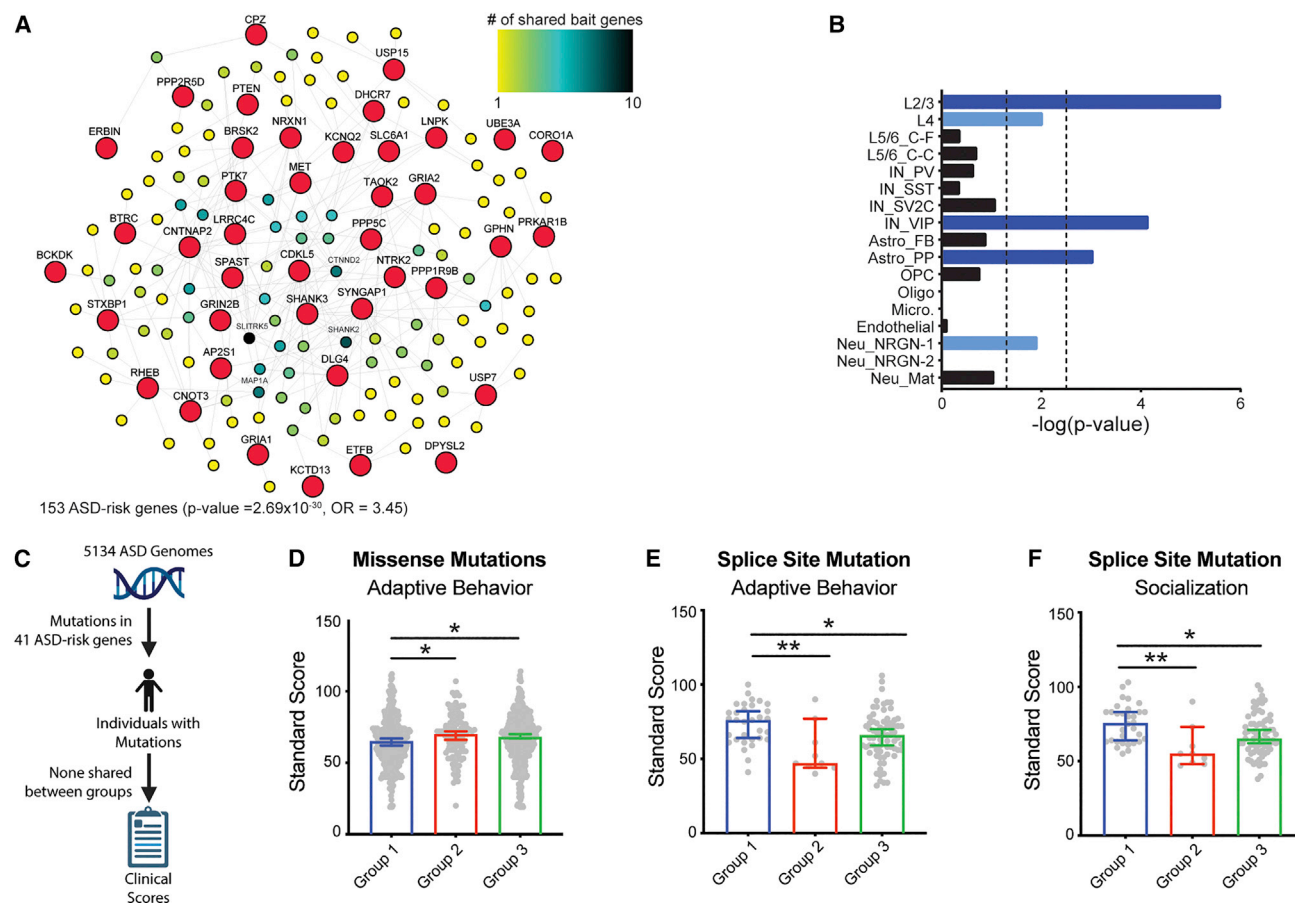 A
# of shared bait genes
1
10
CPZ
USP15
PPP2R5D
PTEN
DHCR7
NRXN1
LNPK
ERBIN
BRSK2
KCNQ2
SLC6A1
UBE3A
CORO1A
PTK7
MET
TAOK2
GRIA2
BTRC
LRRC4C
CNTNAP2
PPP5C
GPHN
PRKAR1B
BCKDK
SPAST
CDKL5
CTNND2
NTRK2
PPP1R9B
STXBP1
GRIN2B
SHANK3
SYNGAP1
SLITRK5
SHANK2
AP2S1
DLG4
RHEB
MAP1A
USP7
CNOT3
GRIA1
ETFB
DPYSL2
KCTD13
153 ASD-risk genes (p-value =2.69x10-30, OR = 3.45)
B
L2/3
L4
L5/6_C-F
L5/6_C-C
IN_PV
IN_SST
IN_SV2C
IN_VIP
Astro_FB
Astro_PP
OPC
Oligo
Micro.
Endothelial
Neu_NRGN-1
Neu_NRGN-2
Neu_Mat
0 2 4 6
-log(p-value)
C
5134 ASD Genomes
Mutations in
41 ASD-risk genes
Individuals with
Mutations
None shared
between groups
Clinical
Scores
D
Missense Mutations
Adaptive Behavior
Standard Score
150
100
50
0
*
*
Group 1
Group 2
Group 3
E
Splice Site Mutation
Adaptive Behavior
Standard Score
150
100
50
0
*
**
Group 1
Group 2
Group 3
F
Splice Site Mutation
Socialization
Standard Score
150
100
50
0
*
**
Group 1
Group 2
Group 3